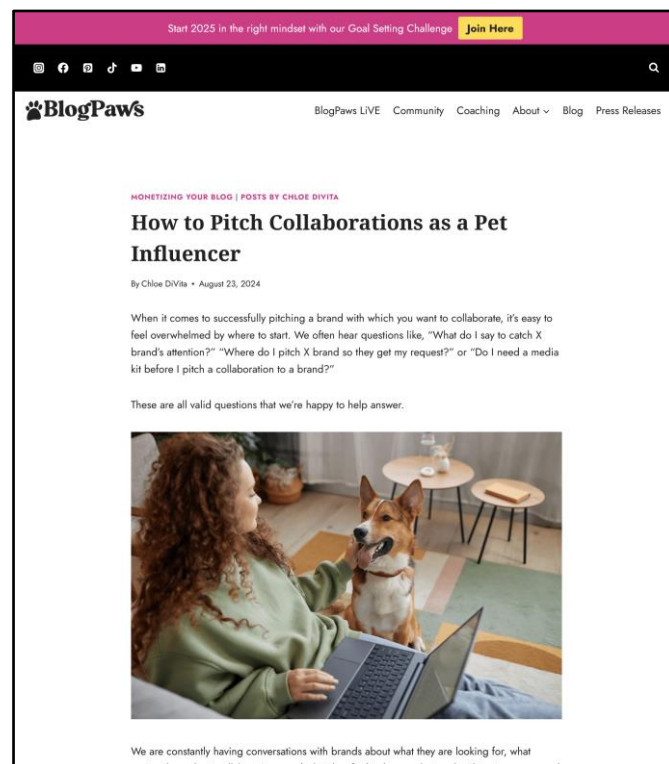 Start 2025 in the right mindset with our Goal Setting Challenge Join Here
BlogPaws
BlogPaws LiVE Community Coaching About Blog Press Releases
MONETIZING YOUR BLOG | POSTS BY CHLOE DIVITA
How to Pitch Collaborations as a Pet
Influencer
By Chloe DiVita • August 23, 2024
When it comes to successfully pitching a brand with which you want to collaborate, it's easy to
feel overwhelmed by where to start. We often hear questions like, "What do I say to catch X
brand's attention?" "Where do I pitch X brand so they get my request?" or "Do I need a media
kit before I pitch a collaboration to a brand?"
These are all valid questions that we're happy to help answer.
We are constantly having conversations with brands about what they are looking for, what